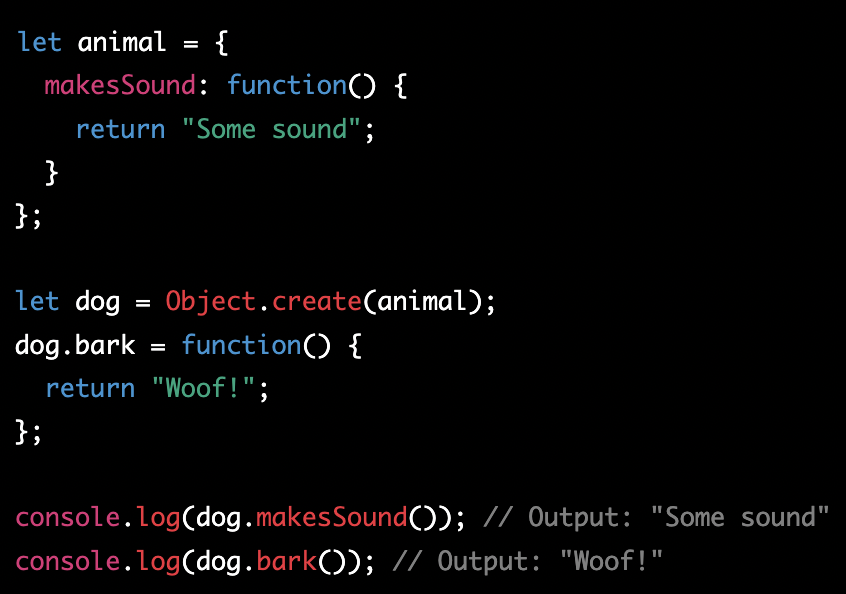 let animal = {
  makesSound: function() {
    return "Some sound";
  }
};

let dog = Object.create(animal);
dog.bark = function() {
  return "Woof!";
};

console.log(dog.makesSound()); // Output: "Some sound"
console.log(dog.bark()); // Output: "Woof!"